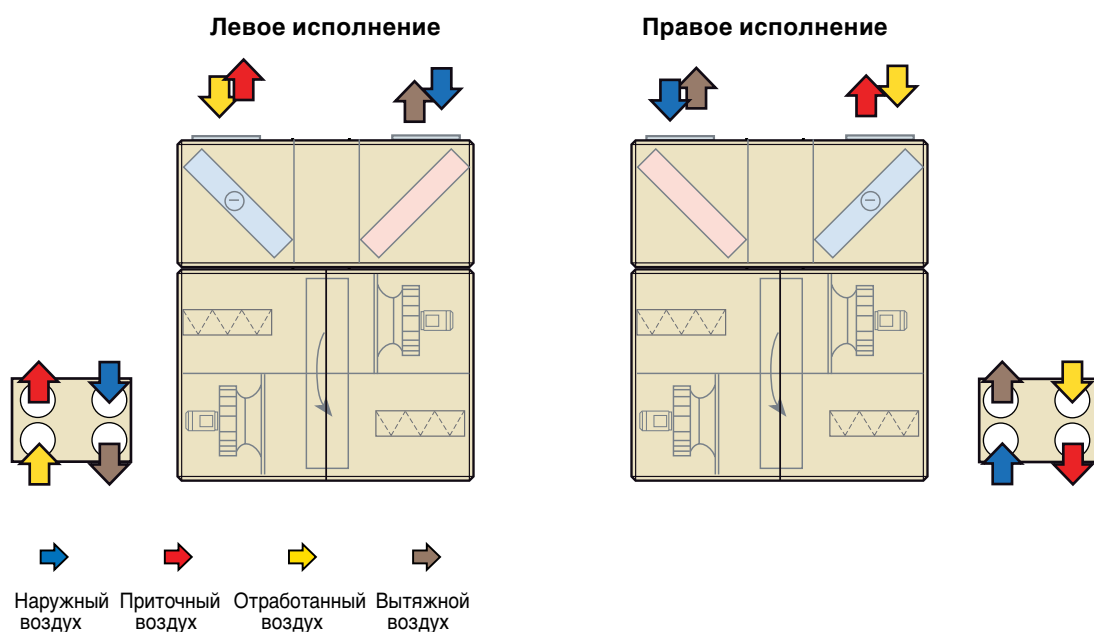 Левое исполнение
Правое исполнение
Наружный воздух
Приточный воздух
Отработанный воздух
Вытяжной воздух